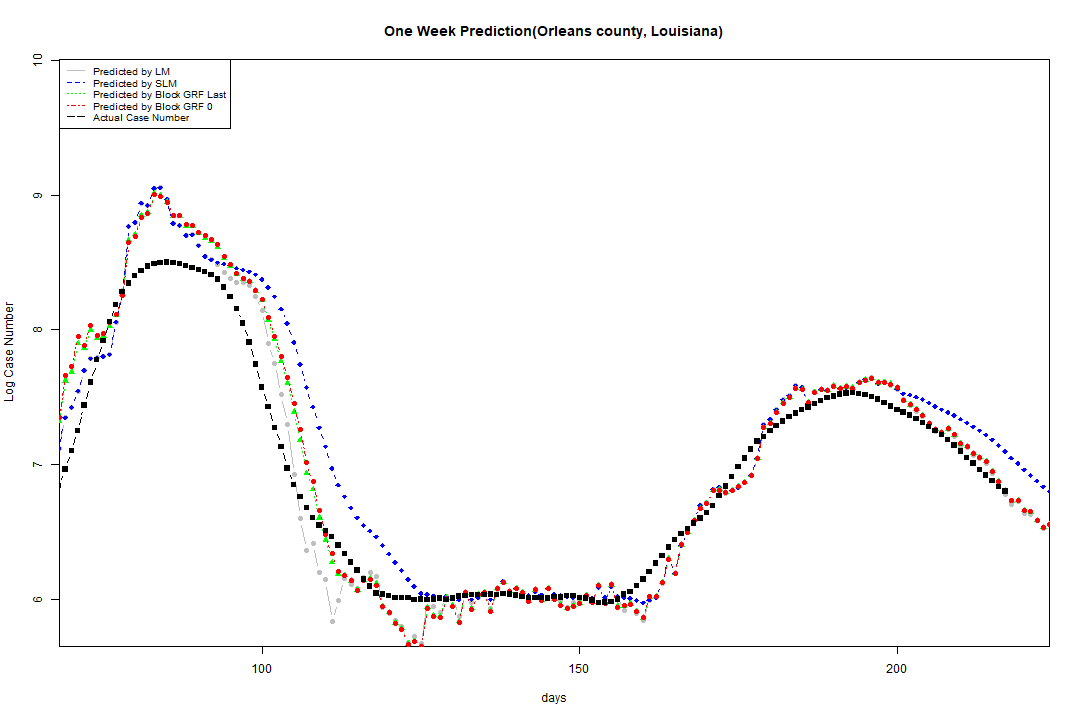 One Week Prediction(Orleans county, Louisiana)
Predicted by LM
Predicted by SLM
Predicted by Block GRF Last
Predicted by Block GRF 0
Actual Case Number
Log Case Number
10
9
8
7
6
100 150 200
days